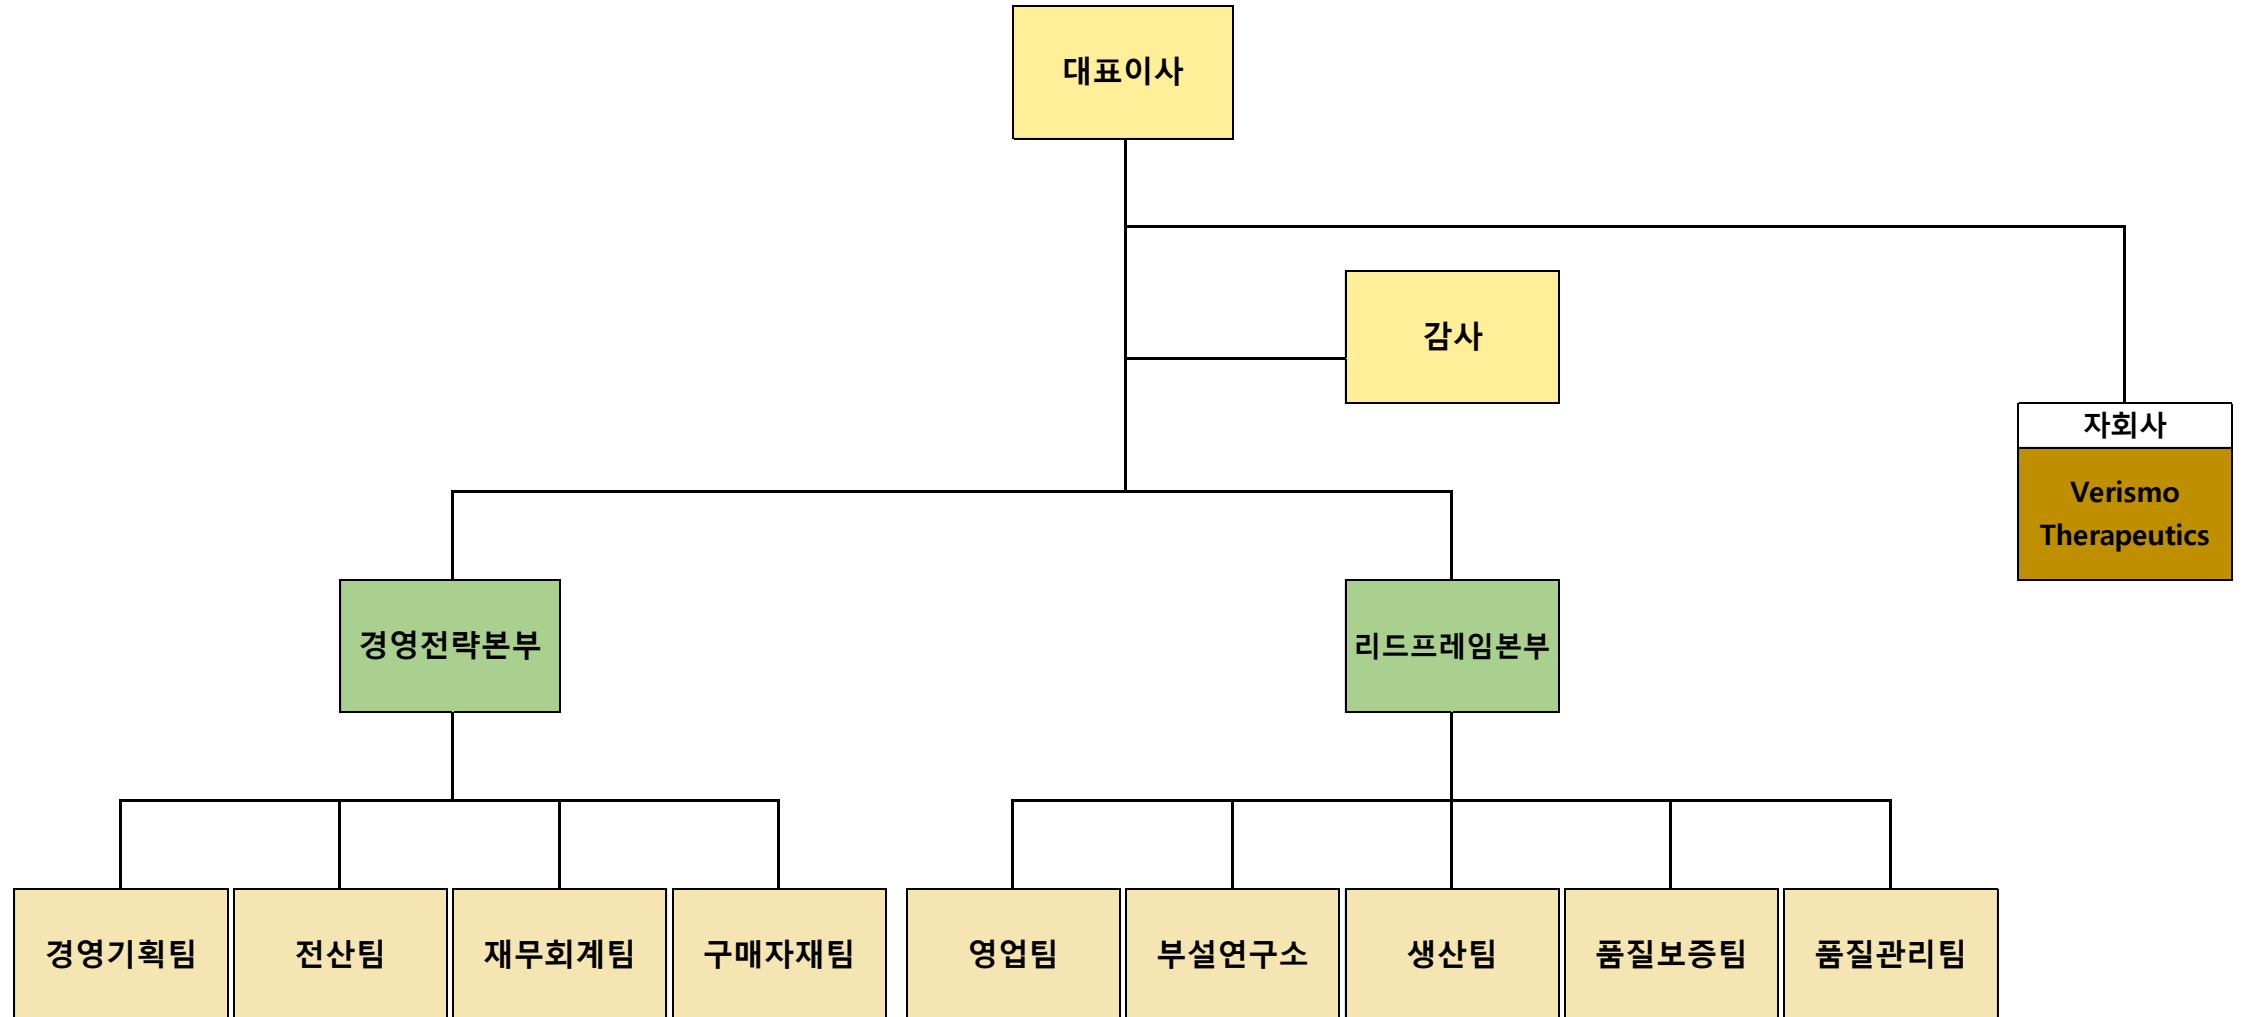 대표이사
감사
자회사
Verismo
Therapeutics
경영전략본부
리드프레임본부
경영기획팀
전산팀
재무회계팀
구매자재팀
영업팀
부설연구소
생산팀
품질보증팀
품질관리팀